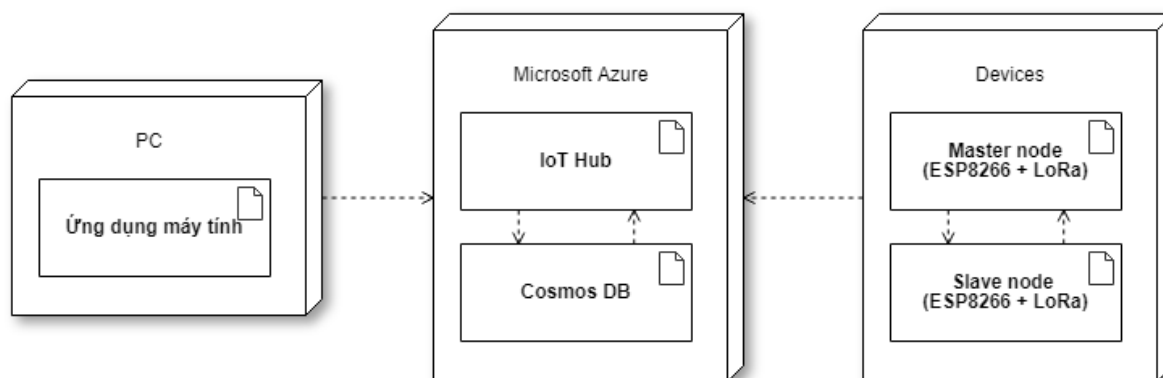 PC
Ứng dụng máy tính
Microsoft Azure
IoT Hub
Cosmos DB
Devices
Master node
(ESP8266 + LoRa)
Slave node
(ESP8266 + LoRa)